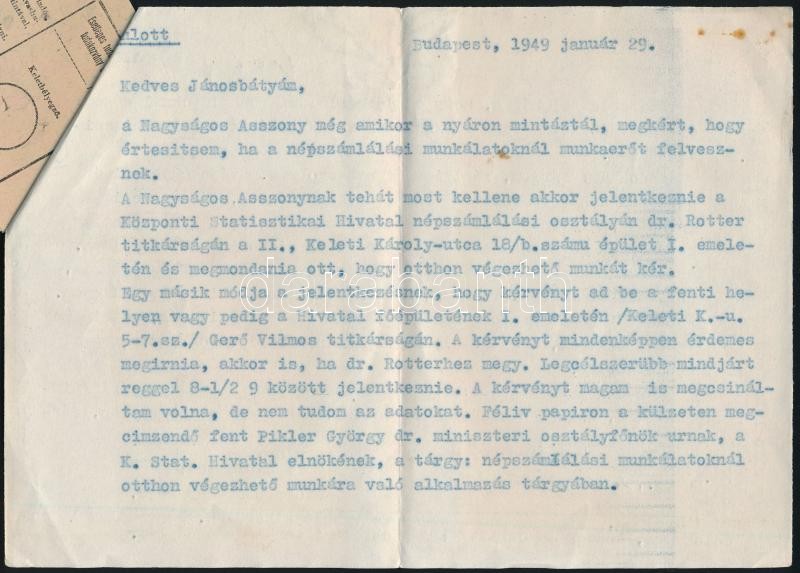 Esetleges
Keletbélyegző.
Budapest, 1949 január 29.
Kedves Jánosbátyám,
a Nagyságos Asszony még amikor a nyáron mintáztál, megkért, hogy
értesitsem, ha a népszámlálási munkálatoknál munkaerőt felvesz-
nek.
A Nagyságos Asszonynak tehát most kellene akkor jelentkeznie a
Központi Statisztikai Hivatal népszámlálási osztályán dr. Rotter
titkárságán a II., Keleti Károly-utca 18/b.számu épület I. emele-
tén és megmondania ott, hogy otthon végezhető munkát kér.
Egy másik módja a jelentkezésnek, hogy kérvényt ad be a fenti he-
lyen vagy pedig a Hivatal főépületének I. emeletén /Keleti K.-u.
5-7.sz./ Gerő Vilmos titkárságán. A kérvényt mindenképpen érdemes
megirnia, akkor is, ha dr. Rotterhez megy. Legcélszerübb mindjárt
reggel 8-1/2 9 között jelentkeznie. A kérvényt magam is megcsinál-
tam volna, de nem tudom az adatokat. Féliv papiron a külzeten meg-
cimzendő fent Pikler György dr. miniszteri osztályfőnök urnak, a
K. Stat. Hivatal elnökének, a tárgy: népszámlálási munkálatoknál
otthon végezhető munkára való alkalmazás tárgyában.
darabanth